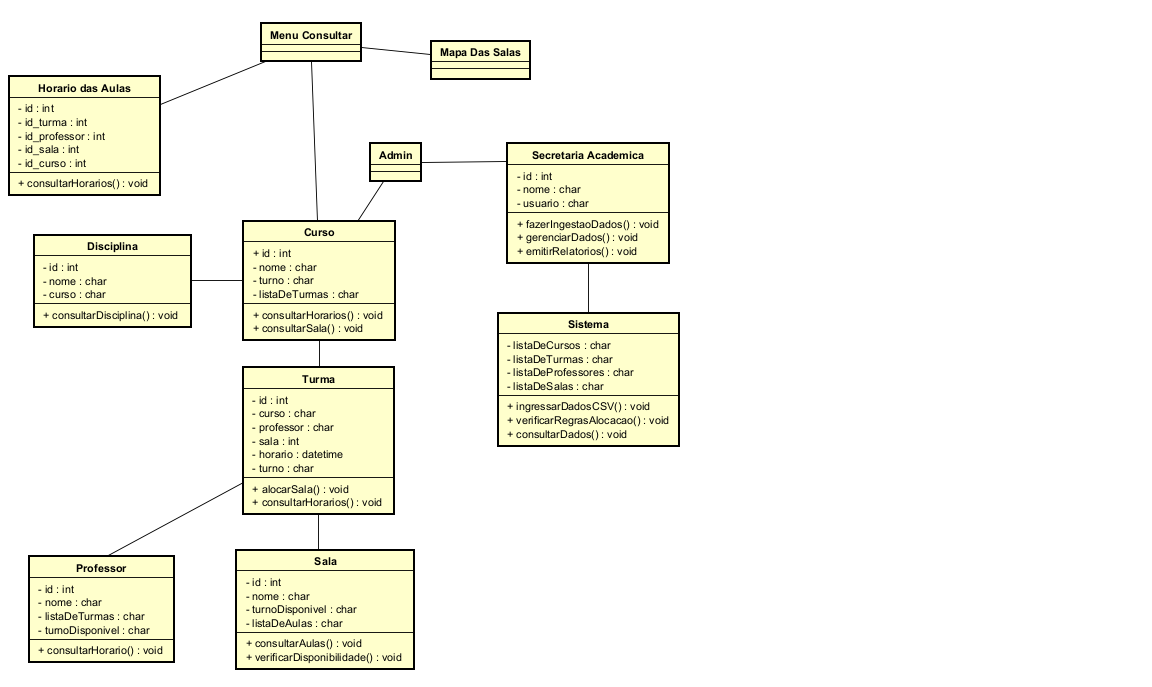 Menu Consultar
Mapa Das Salas
Horario das Aulas
- id : int
- id_turma : int
- id_professor : int
- id_sala : int
- id_curso : int
+ consultarHorarios() : void
Admin
Secretaria Academica
- id : int
- nome : char
- usuario : char
+ fazerIngestaoDados() : void
+ gerenciarDados() : void
+ emitirRelatorios() : void
Disciplina
- id : int
- nome : char
- curso : char
+ consultarDisciplina() : void
Curso
+ id : int
- nome : char
- turno : char
- listaDeTurmas : char
+ consultarHorarios() : void
+ consultarSala() : void
Sistema
- listaDeCursos : char
- listaDeTurmas : char
- listaDeProfessores : char
- listaDeSalas : char
+ ingressarDadosCSV() : void
+ verificarRegrasAlocacao() : void
+ consultarDados() : void
Turma
- id : int
- curso : char
- professor : char
- sala : int
- horario : datetime
- turno : char
+ alocarSala() : void
+ consultarHorarios() : void
Professor
- id : int
- nome : char
- listaDeTurmas : char
- turnoDisponivel : char
+ consultarHorario() : void
Sala
- id : int
- nome : char
- turnoDisponivel : char
- listaDeAulas : char
+ consultarAulas() : void
+ verificarDisponibilidade() : void